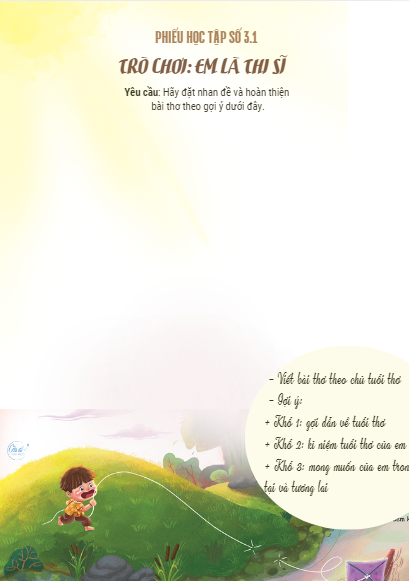 PHIẾU HỌC TẬP SỐ 3.1
TRÒ CHƠI: EM LÀ THI SĨ
Yêu cầu: Hãy đặt nhan đề và hoàn thiện
bài thơ theo gợi ý dưới đây.
- Viết bài thơ theo chủ tuổi thơ
- Gợi ý:
+ Khổ 1: gợi dẫn về tuổi thơ
+ Khổ 2: kỉ niệm tuổi thơ của em
+ Khổ 3: mong muốn của em tron
tại và tương lai